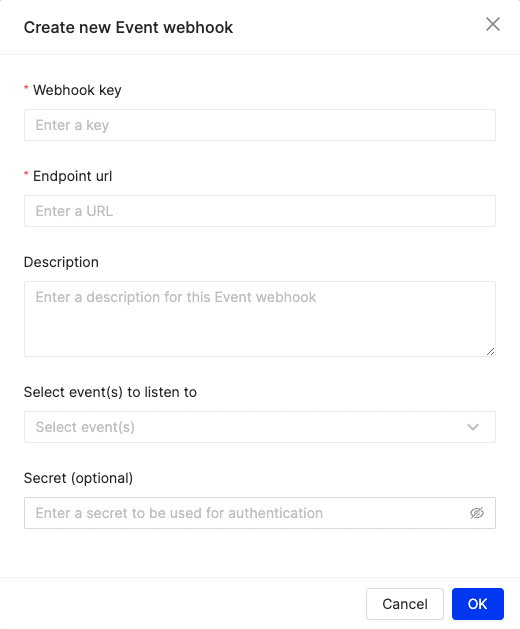 Create new Event webhook
* Webhook key
Enter a key
* Endpoint url
Enter a URL
Description
Enter a description for this Event webhook
Select event(s) to listen to
Select event(s)
Secret (optional)
Enter a secret to be used for authentication
Cancel
OK